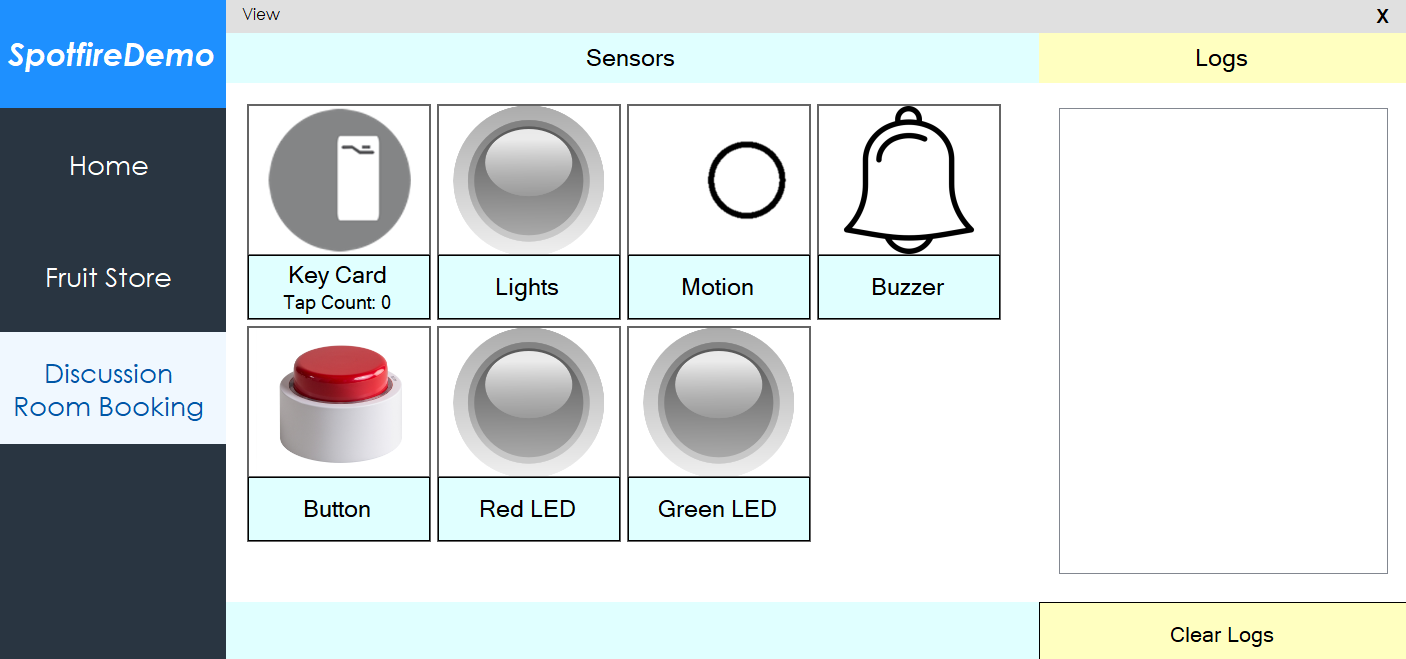 SpotfireDemo
Home
Fruit Store
Discussion
Room Booking
View
X
Sensors
Logs
Key Card
Tap Count: 0
Lights
Motion
Buzzer
Button
Red LED
Green LED
Clear Logs